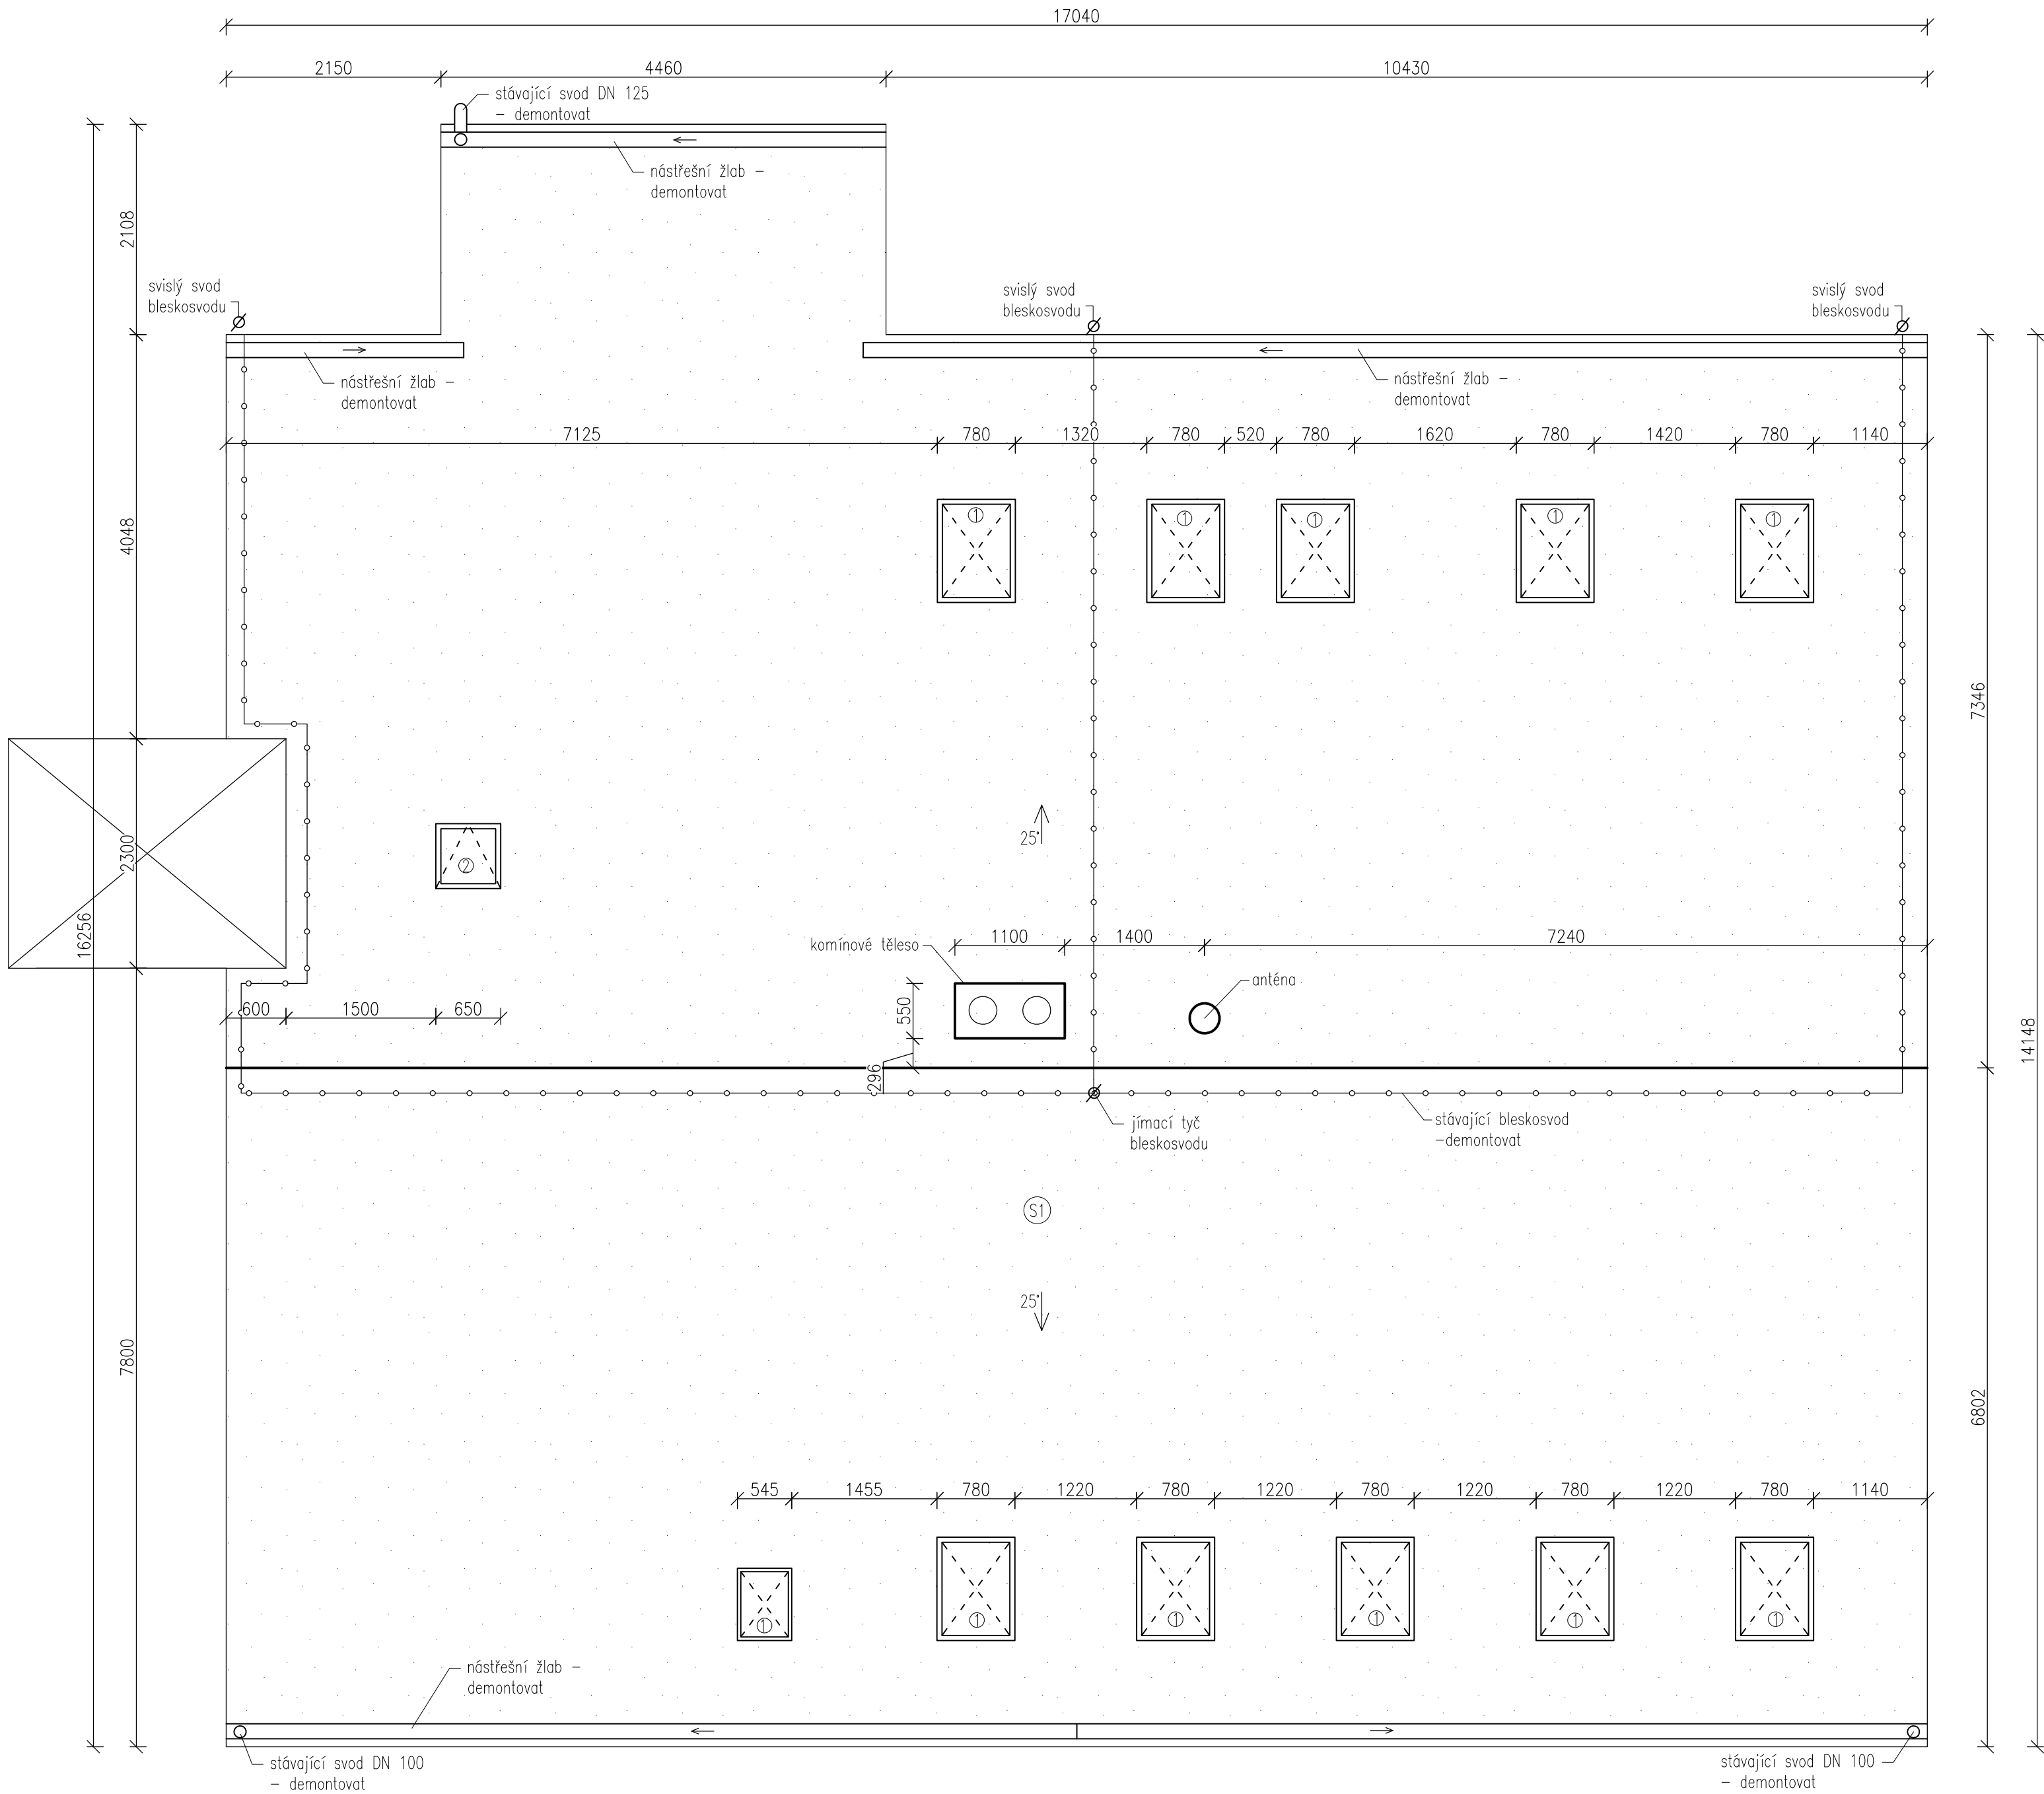 17040
2150
4460
10430
stávající svod DN 125
– demontovat
nástřešní žlab –
demontovat
2108
svislý svod
bleskosvodu
svislý svod
bleskosvodu
svislý svod
bleskosvodu
nástřešní žlab –
demontovat
nástřešní žlab –
demontovat
7125
780
1320
780
520
780
1620
780
1420
780
1140
1
1
1
1
1
4048
7346
2300
2
25°
16256
komínové těleso
1100
1400
7240
anténa
600
1500
650
550
296
14148
jímací tyč
bleskosvodu
stávající bleskosvod
–demontovat
S1
25°
7800
6802
545
1455
780
1220
780
1220
780
1220
780
1220
780
1140
1
1
1
1
1
1
nástřešní žlab –
demontovat
stávající svod DN 100
– demontovat
stávající svod DN 100
– demontovat